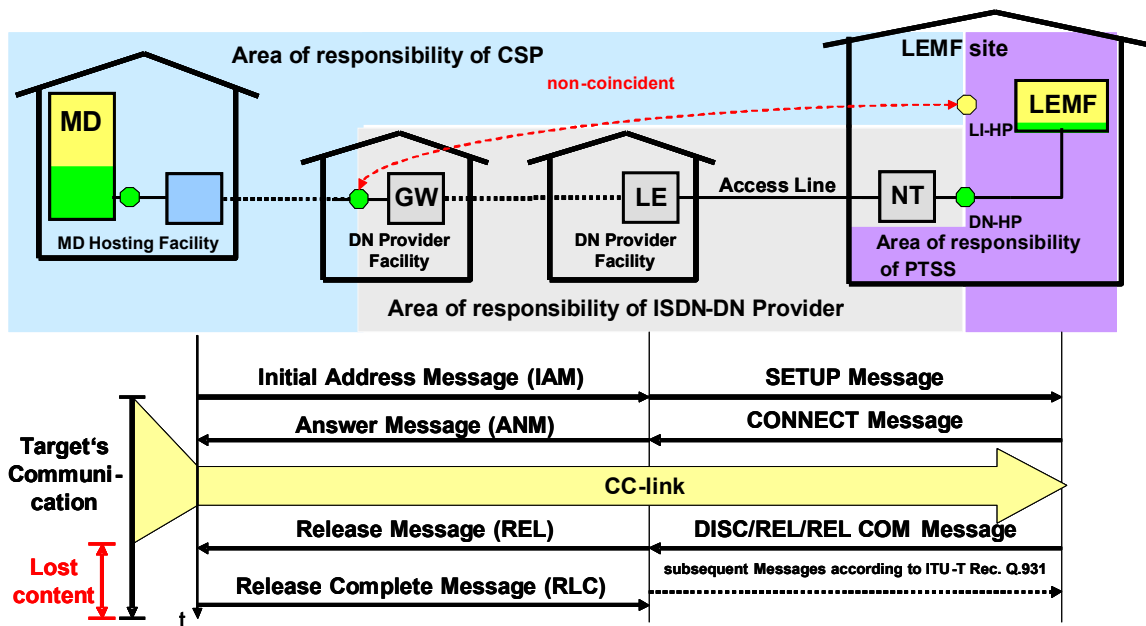 Area of responsibility of CSP
LEMF site
non-coincident
MD
LEMF
LI-HP
GW
LE
Access Line
NT
DN-HP
MD Hosting Facility
DN Provider
Facility
DN Provider
Facility
Area of responsibility
of PTSS
Area of responsibility of ISDN-DN Provider
Initial Address Message (IAM)
SETUP Message
Answer Message (ANM)
CONNECT Message
Target's
Communi-
cation
CC-link
Release Message (REL)
DISC/REL/REL COM Message
Lost
content
subsequent Messages according to ITU-T Rec. Q.931
Release Complete Message (RLC)
t